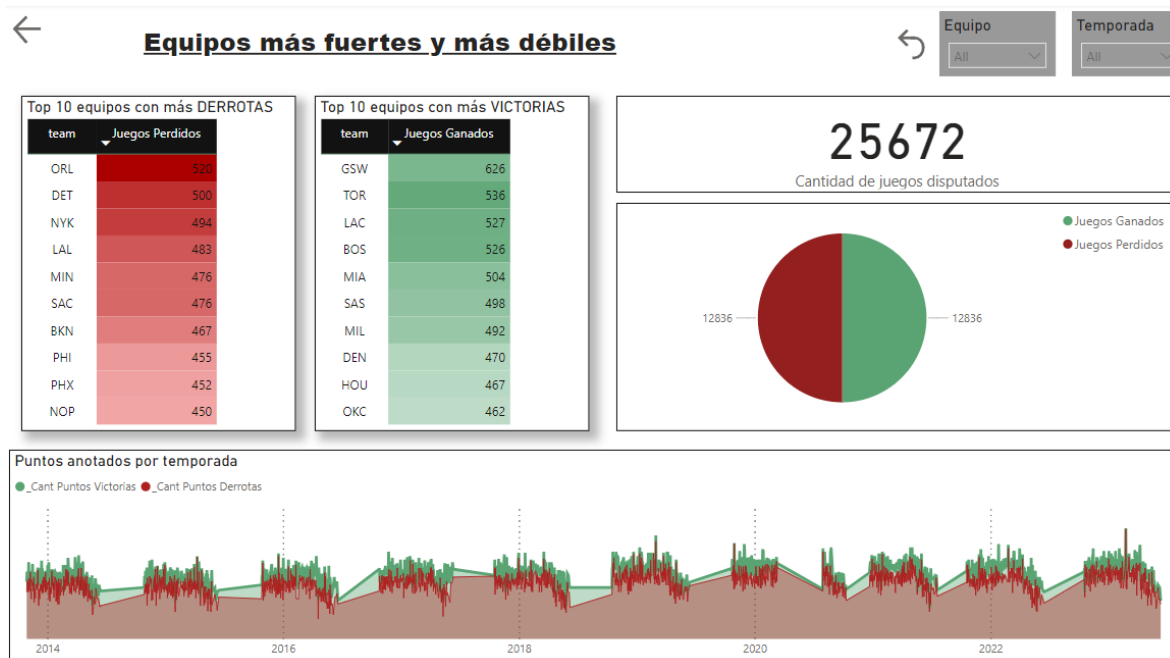 Equipos más fuertes y más débiles
Equipo
All
Temporada
All
Top 10 equipos con más DERROTAS
team Juegos Perdidos
ORL 520
DET 500
NYK 494
LAL 483
MIN 476
SAC 476
BKN 467
PHI 455
PHX 452
NOP 450
Top 10 equipos con más VICTORIAS
team Juegos Ganados
GSW 626
TOR 536
LAC 527
BOS 526
MIA 504
SAS 498
MIL 492
DEN 470
HOU 467
OKC 462
25672
Cantidad de juegos disputados
Juegos Ganados
Juegos Perdidos
12836
12836
Puntos anotados por temporada
_Cant Puntos Victorias _Cant Puntos Derrotas
2014 2016 2018 2020 2022